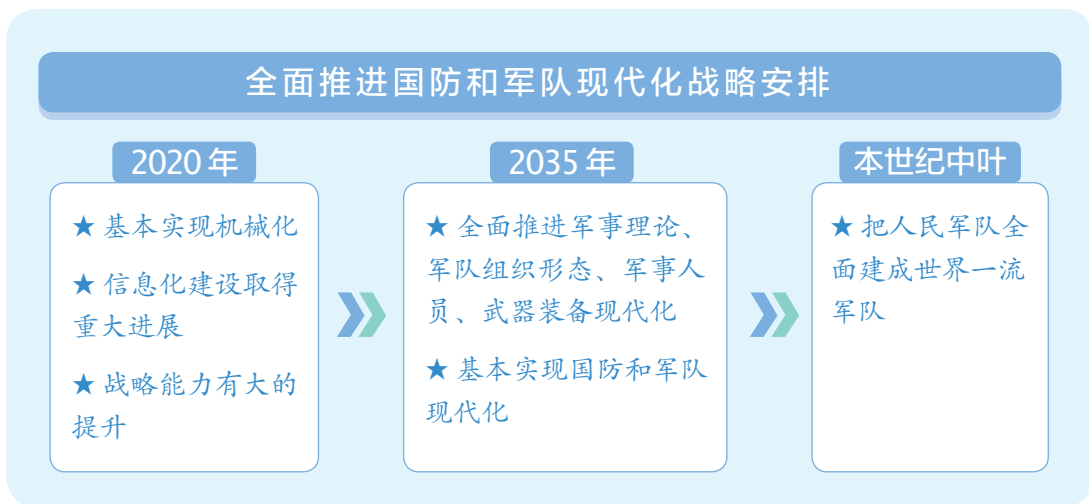 全面推进国防和军队现代化战略安排
2020年
★ 基本实现机械化
★ 信息化建设取得
重大进展
★ 战略能力有大的
提升
2035年
★ 全面推进军事理论、
军队组织形态、军事人
员、武器装备现代化
★ 基本实现国防和军队
现代化
本世纪中叶
★ 把人民军队全
面建成世界一流
军队